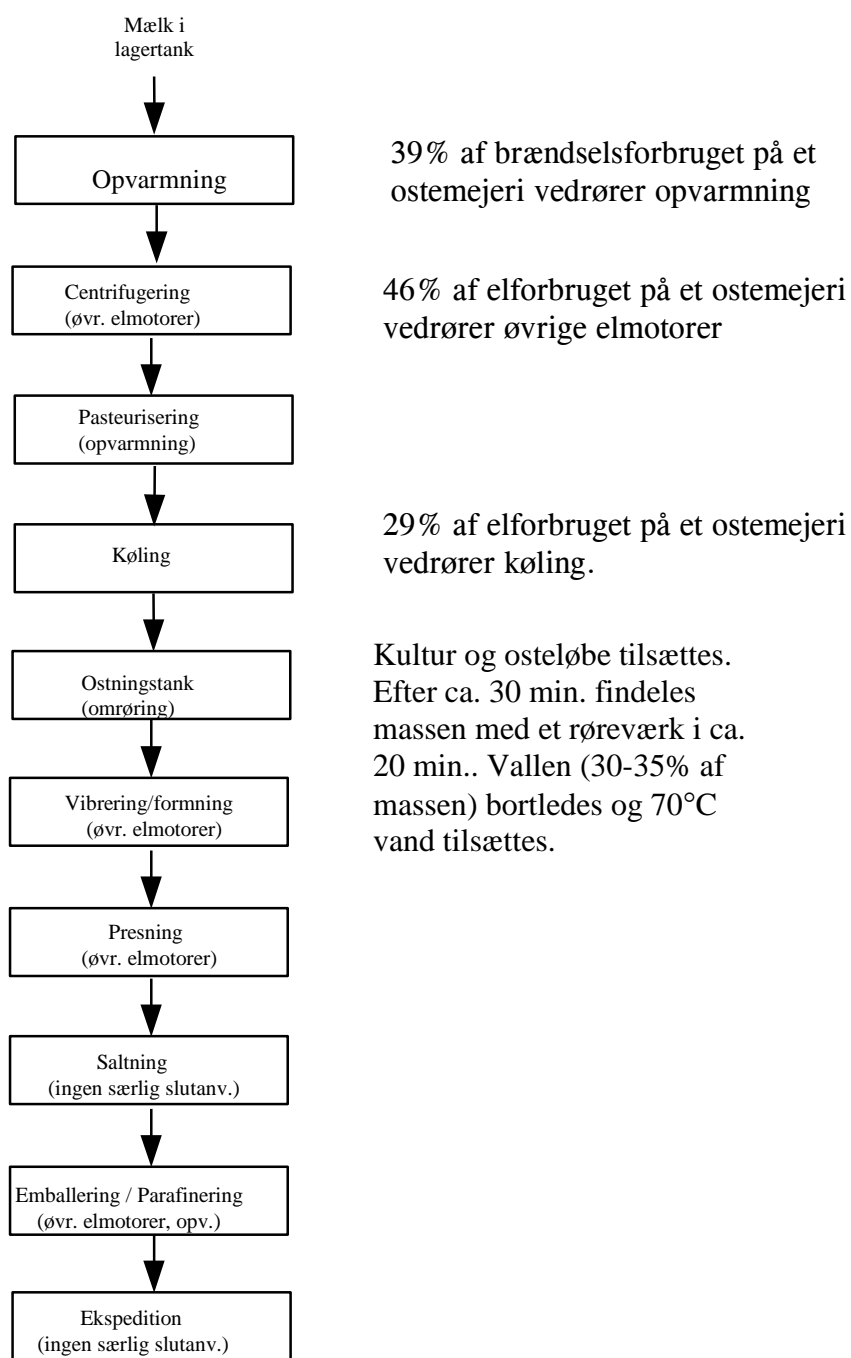 Mælk i
lagertank
Opvarmning
39% af brændselsforbruget på et
ostemejeri vedrører opvarmning
Centrifugering
(øvr. elmotorer)
46% af elforbruget på et ostemejeri
vedrører øvrige elmotorer
Pasteurisering
(opvarmning)
Køling
29% af elforbruget på et ostemejeri
vedrører køling.
Ostningstank
(omrøring)
Kultur og osteløbe tilsættes.
Efter ca. 30 min. findeles
massen med et røreværk i ca.
20 min.. Vallen (30-35% af
massen) bortledes og 70°C
vand tilsættes.
Vibrering/formning
(øvr. elmotorer)
Presning
(øvr. elmotorer)
Saltning
(ingen særlig slutanv.)
Emballering / Parafinering
(øvr. elmotorer, opv.)
Ekspedition
(ingen særlig slutanv.)